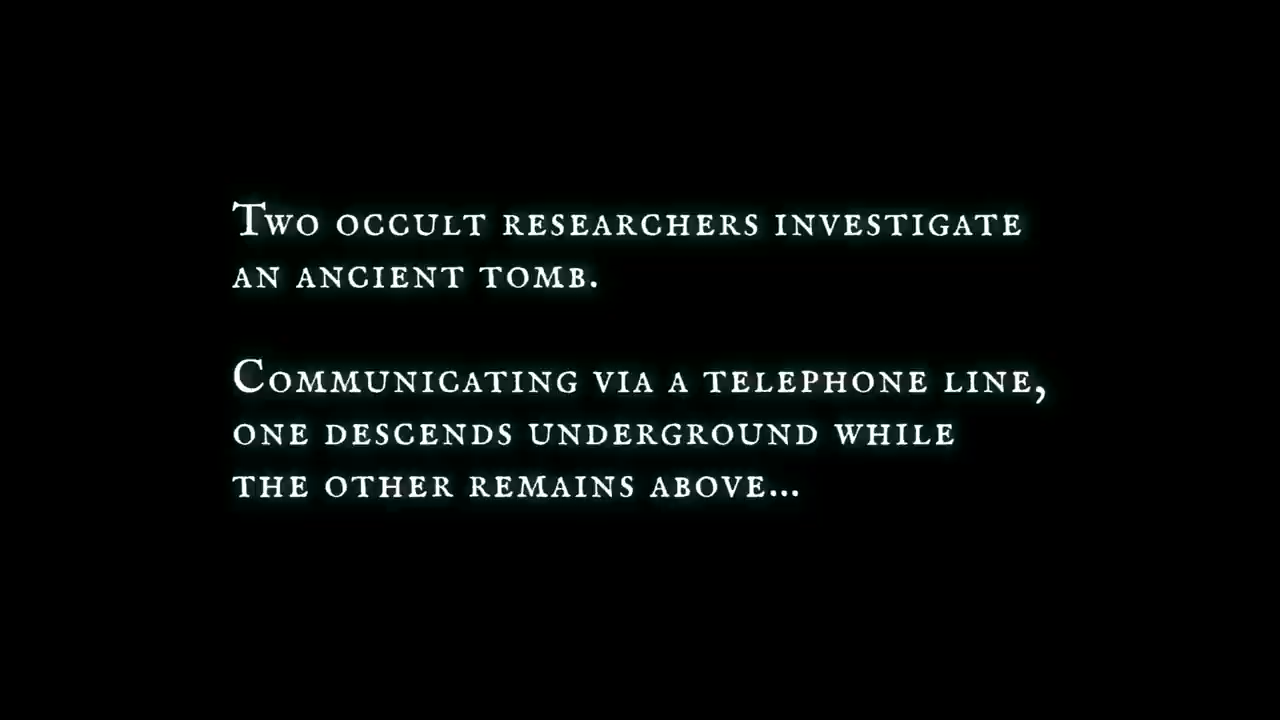 Two occult researchers investigate
an ancient tomb.
Communicating via a telephone line,
one descends underground while
the other remains above...